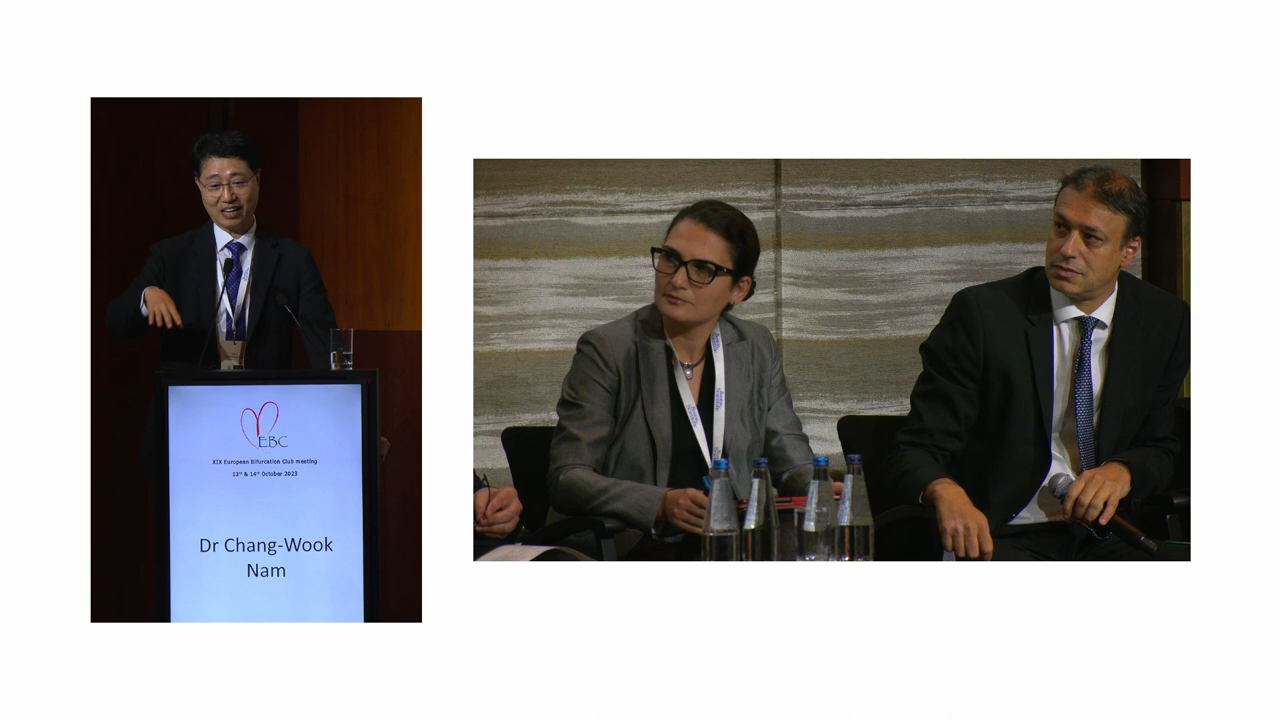 EBC
XIX European Bifurcation Club meeting
13th & 14th October 2023
Dr Chang-Wook
Nam